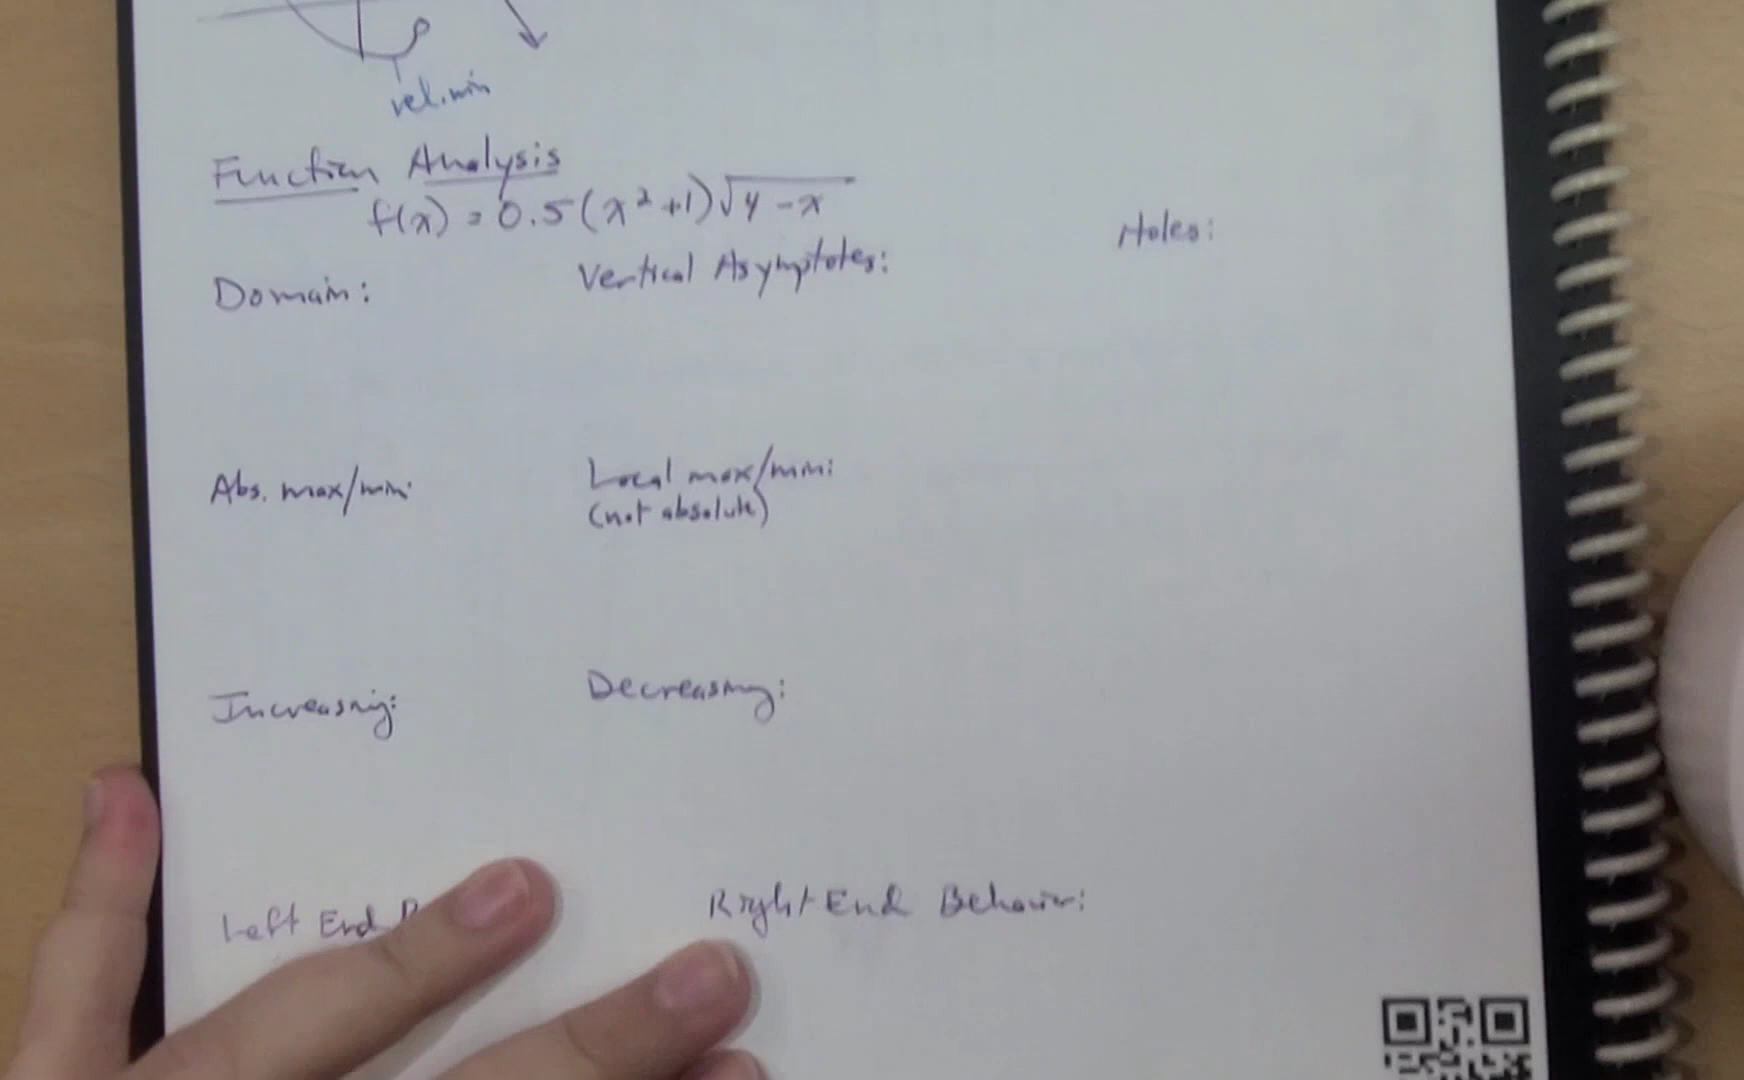 rel.min
Function Analysis
f(x) = 0.5(x²+1)√4-x
Domain:
Vertical Asymptotes:
Holes:
Abs. max/min:
Local max/min:
(not absolute)
Increasing:
Decreasing:
Left End
Right End Behavior: